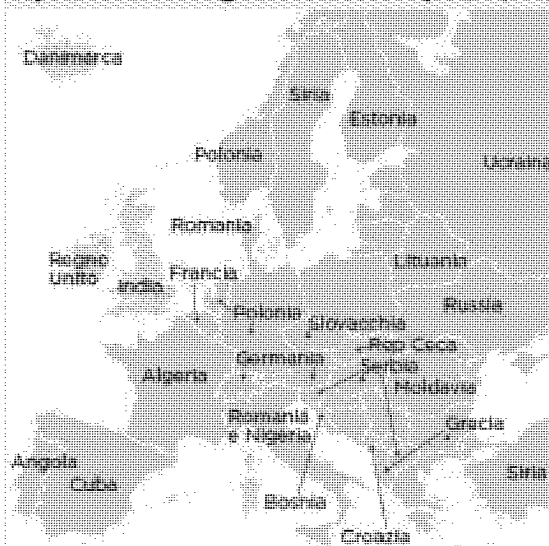 Danimarca
Siria
Estonia
Polonia
Ucraina
Romania
Regno
Unito
India
Francia
Lituania
Russia
Polonia
Slovacchia
Rep Ceca
Germania
Serbia
Algeria
Moldavia
Romania
e Nigeria
Grecia
Angola
Cuba
Siria
Bosnia
Croazia